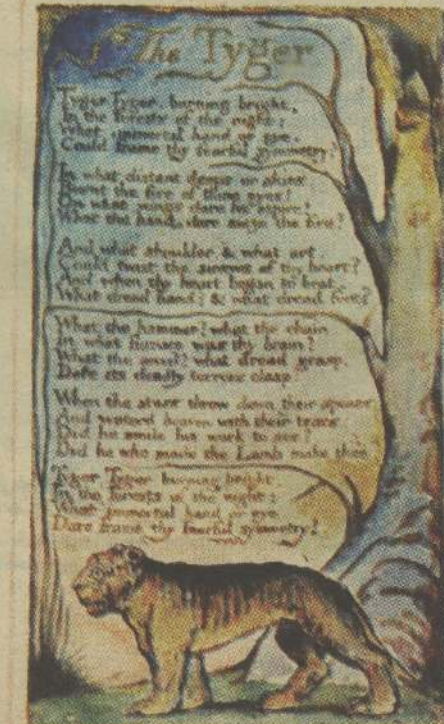 The Tyger
Tyger Tyger, burning bright,
In the forests of the night;
What immortal hand or eye,
Could frame thy fearful symmetry?
In what distant deeps or skies
Burnt the fire of thine eyes?
On what wings dare he aspire?
What the hand, dare sieze the fire?
And what shoulder, & what art,
Could twist the sinews of thy heart?
And when thy heart began to beat,
What dread hand? & what dread feet?
What the hammer? what the chain
In what furnace was thy brain?
What the anvil? what dread grasp,
Dare its deadly terrors clasp
When the stars threw down their spears
And water'd heaven with their tears
Did he smile his work to see?
Did he who made the Lamb make thee
Tyger Tyger burning bright
In the forests of the night:
What immortal hand or eye
Dare frame thy fearful symmetry?